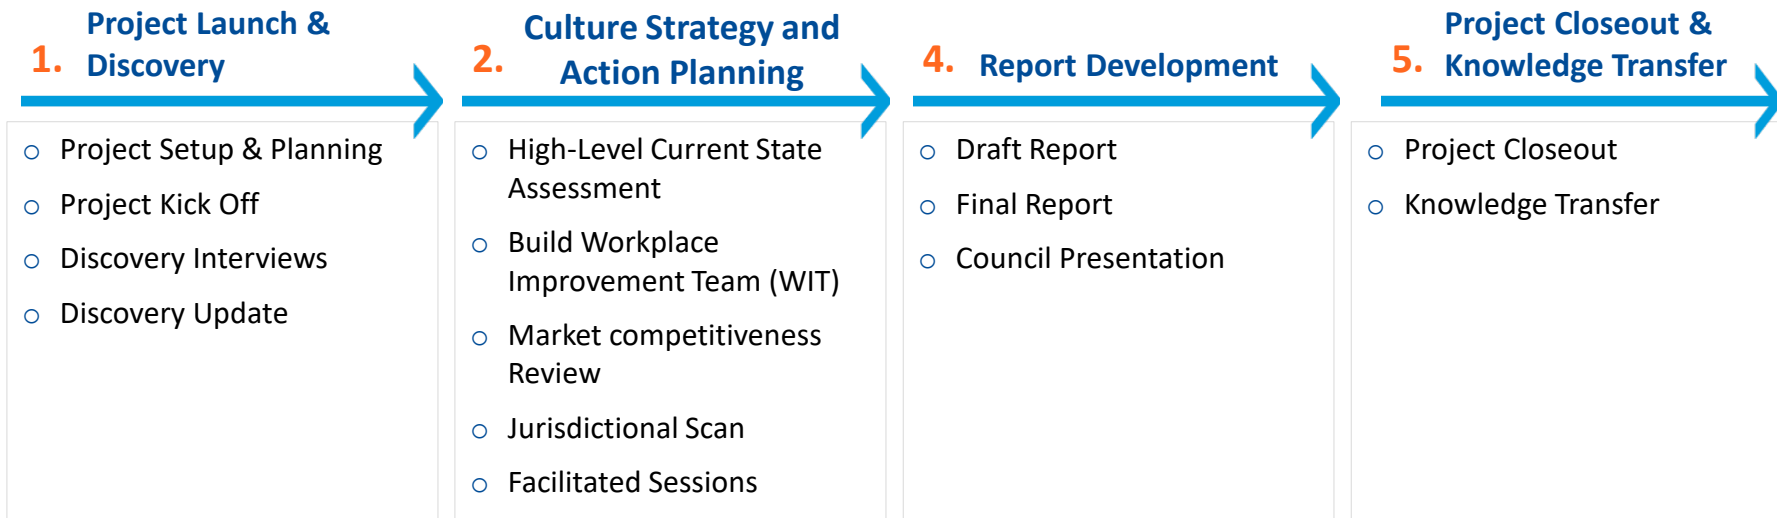 1. Project Launch &
Discovery
○ Project Setup & Planning
○ Project Kick Off
○ Discovery Interviews
○ Discovery Update
2. Culture Strategy and
Action Planning
○ High-Level Current State
Assessment
○ Build Workplace
Improvement Team (WIT)
○ Market competitiveness
Review
○ Jurisdictional Scan
○ Facilitated Sessions
4. Report Development
○ Draft Report
○ Final Report
○ Council Presentation
5. Project Closeout &
Knowledge Transfer
○ Project Closeout
○ Knowledge Transfer